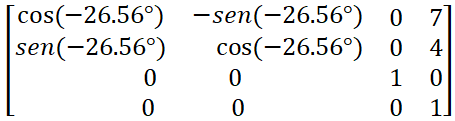 cos(−26.56°) −sen(−26.56°) 0 7
sen(−26.56°) cos(−26.56°) 0 4
0 0 1 0
0 0 0 1